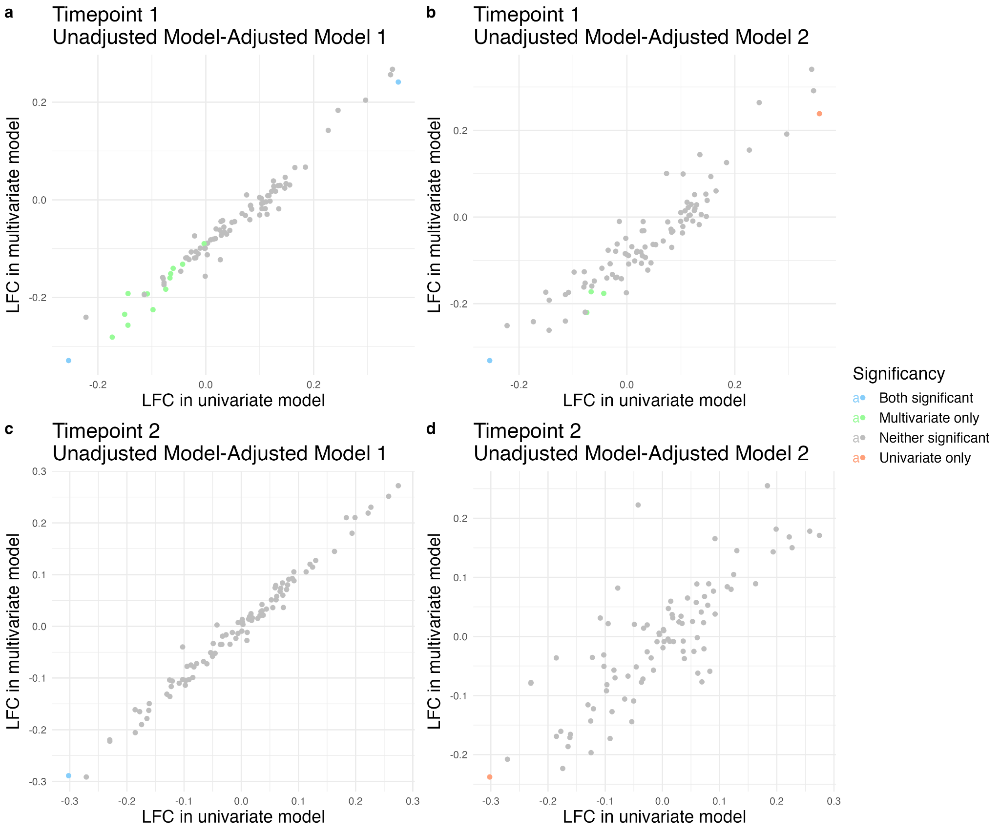 a
Timepoint 1
Unadjusted Model-Adjusted Model 1
LFC in multivariate model
0.2
0.0
-0.2
-0.2
0.0
0.2
LFC in univariate model
b
Timepoint 1
Unadjusted Model-Adjusted Model 2
LFC in multivariate model
0.2
0.0
-0.2
-0.2
0.0
0.2
LFC in univariate model
Significancy
a Both significant
a Multivariate only
a Neither significant
a Univariate only
c
Timepoint 2
Unadjusted Model-Adjusted Model 1
LFC in multivariate model
0.3
0.2
0.1
0.0
-0.1
-0.2
-0.3
-0.3
-0.2
-0.1
0.0
0.1
0.2
0.3
LFC in univariate model
d
Timepoint 2
Unadjusted Model-Adjusted Model 2
LFC in multivariate model
0.2
0.1
0.0
-0.1
-0.2
-0.3
-0.2
-0.1
0.0
0.1
0.2
0.3
LFC in univariate model